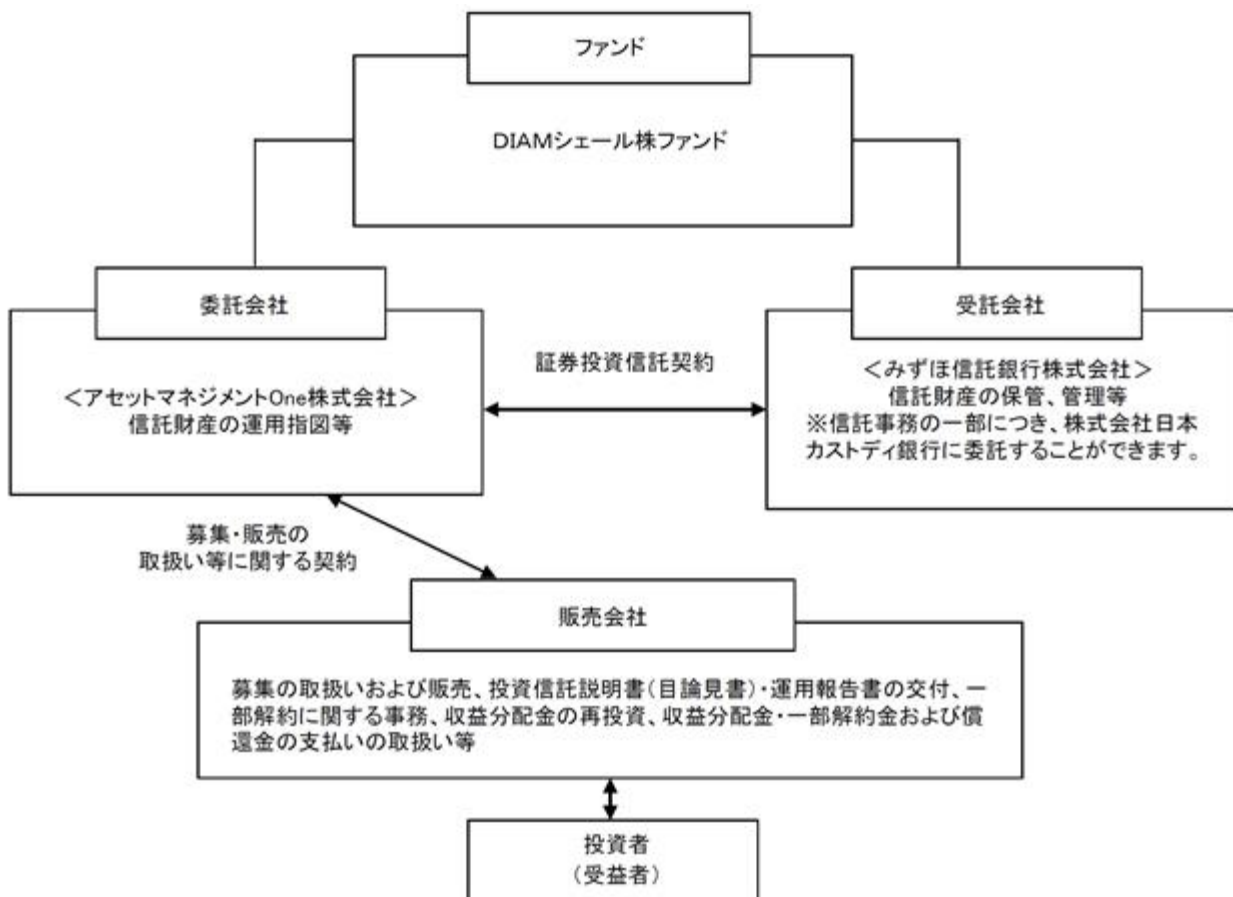 ファンド
DIAMシェール株ファンド
委託会社
<アセットマネジメントOne株式会社>
信託財産の運用指図等
証券投資信託契約
受託会社
<みずほ信託銀行株式会社>
信託財産の保管、管理等
※信託事務の一部につき、株式会社日本
カストディ銀行に委託することができます。
募集・販売の
取扱い等に関する契約
販売会社
募集の取扱いおよび販売、投資信託説明書(目論見書)・運用報告書の交付、一
部解約に関する事務、収益分配金の再投資、収益分配金・一部解約金および償
還金の支払いの取扱い等
投資者
(受益者)